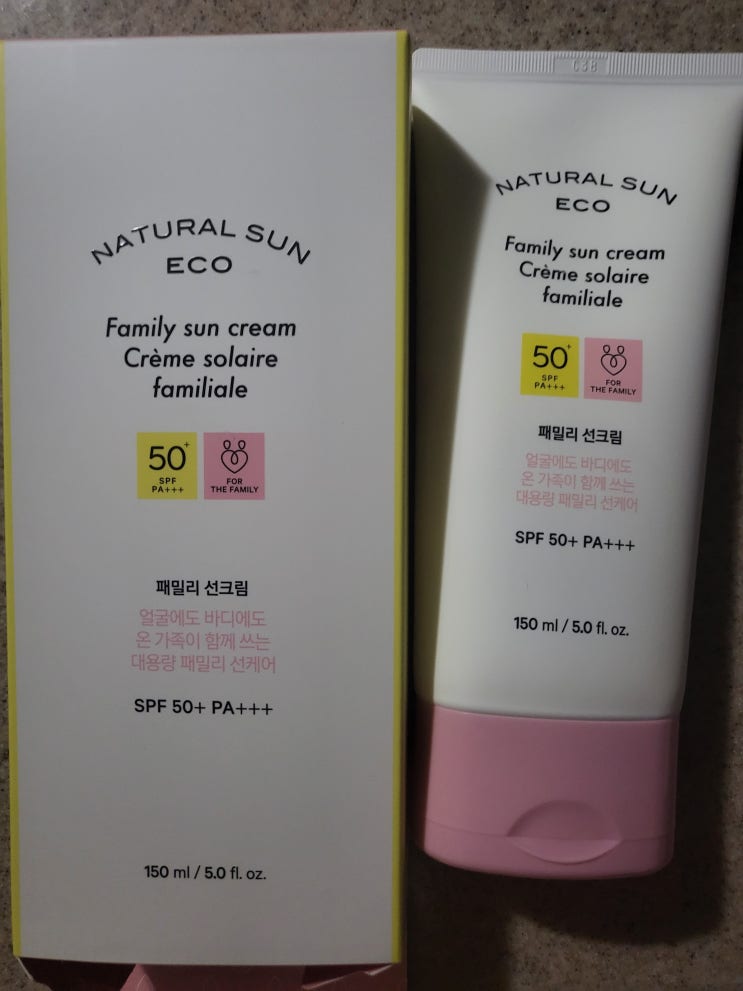 NATURAL SUN
ECO
Family sun cream
Crème solaire
familiale
50+
SPF
PA+++
FOR
THE FAMILY
패밀리 선크림
얼굴에도 바디에도
온 가족이 함께 쓰는
대용량 패밀리 선케어
SPF 50+ PA+++
150 ml / 5.0 fl. oz.
C38
NATURAL SUN
ECO
Family sun cream
Crème solaire
familiale
50+
SPF
PA+++
FOR
THE FAMILY
패밀리 선크림
얼굴에도 바디에도
온 가족이 함께 쓰는
대용량 패밀리 선케어
SPF 50+ PA+++
150 ml / 5.0 fl. oz.